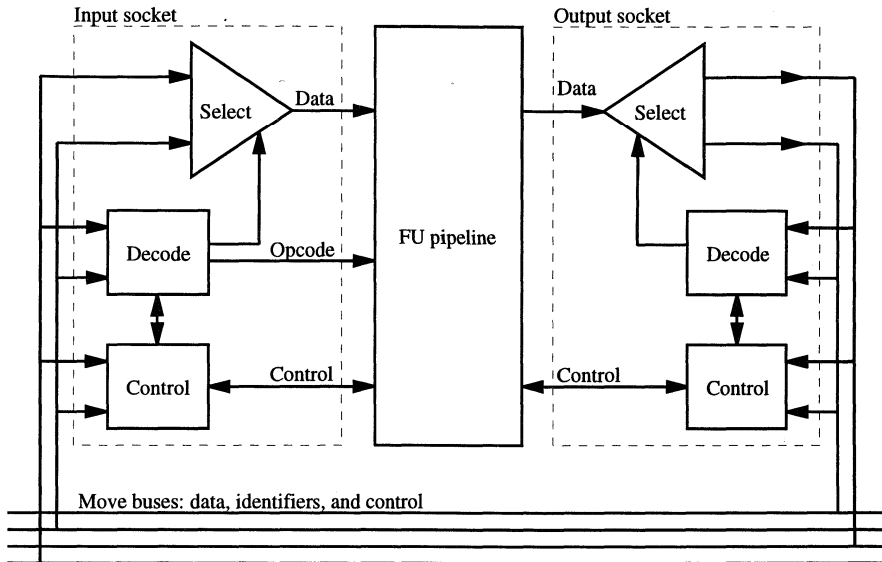 Input socket
Output socket
Select
Data
Data
Select
FU pipeline
Decode
Opcode
Decode
Control
Control
Control
Control
Move buses: data, identifiers, and control